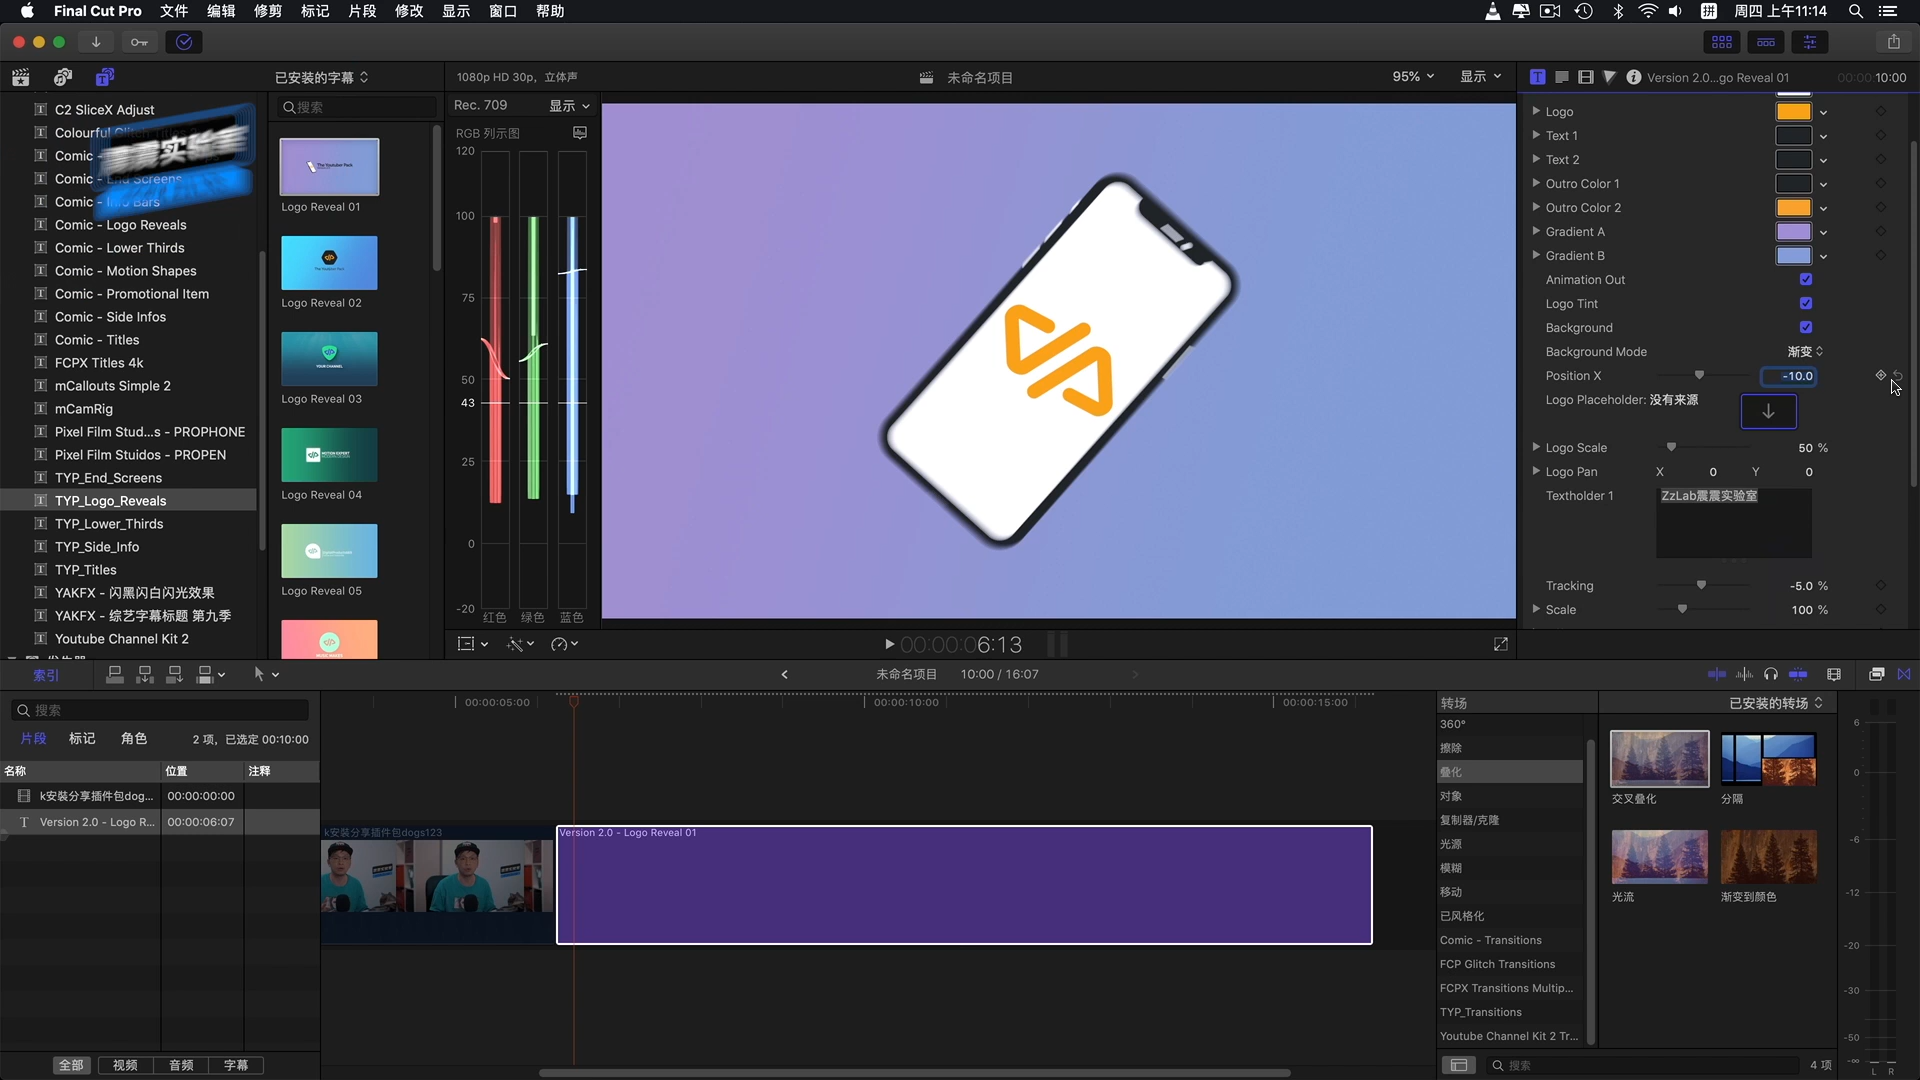 Final Cut Pro 文件 编辑 修剪 标记 片段 修改 显示 窗口 帮助
拼 周四 上午11:14
已安装的字幕
1080p HD 30p，立体声
未命名项目
95% 显示
Version 2.0...go Reveal 01
00:00:10:00
C2 SliceX Adjust
Comic - Logo Reveals
Comic - Lower Thirds
Comic - Motion Shapes
Comic - Promotional Item
Comic - Side Infos
Comic - Titles
FCPX Titles 4k
mCallouts Simple 2
mCamRig
Pixel Film Stud...s - PROPHONE
Pixel Film Stuidos - PROPEN
TYP_End_Screens
TYP_Logo_Reveals
TYP_Lower_Thirds
TYP_Side_Info
TYP_Titles
YAKFX - 闪黑闪白闪光效果
YAKFX - 综艺字幕标题 第九季
Youtube Channel Kit 2
搜索
Logo Reveal 01
Logo Reveal 02
Logo Reveal 03
Logo Reveal 04
Logo Reveal 05
Rec. 709 显示
RGB 列示图
120
100
75
50
43
25
0
-20
红色 绿色 蓝色
00:00:06:13
Logo
Text 1
Text 2
Outro Color 1
Outro Color 2
Gradient A
Gradient B
Animation Out
Logo Tint
Background
Background Mode 渐变
Position X -10.0
Logo Placeholder: 没有来源
Logo Scale 50 %
Logo Pan X 0 Y 0
Textholder 1 ZzLab震震实验室
Tracking -5.0 %
Scale 100 %
索引
未命名项目 10:00 / 16:07
搜索
片段 标记 角色 2 项，已选定 00:10:00
名称 位置 注释
k安裝分享插件包dog... 00:00:00:00
T Version 2.0 - Logo R... 00:00:06:07
全部 视频 音频 字幕
00:00:05:00 00:00:10:00 00:00:15:00
k安裝分享插件包dogs123
Version 2.0 - Logo Reveal 01
转场 已安装的转场
360°
擦除
叠化
对象
复制器/克隆
光源
模糊
移动
已风格化
Comic - Transitions
FCP Glitch Transitions
FCPX Transitions Multip...
TYP_Transitions
Youtube Channel Kit 2 Tr...
交叉叠化 分隔
光流 渐变到颜色
搜索 4 项
6
0
-6
-12
-20
-30
-50
-∞
L R